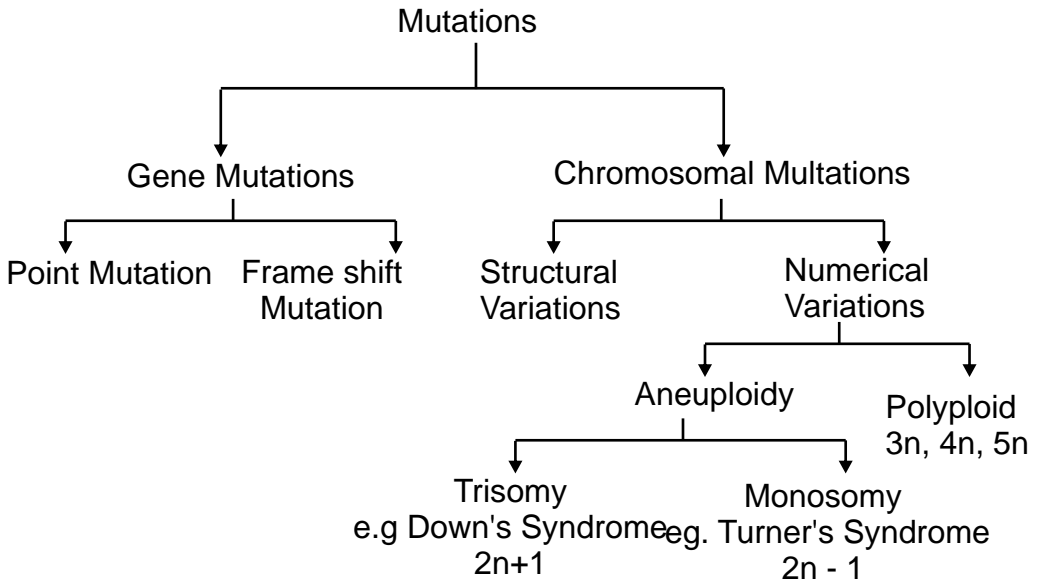 Mutations
Gene Mutations
Chromosomal Multations
Point Mutation
Frame shift
Mutation
Structural
Variations
Numerical
Variations
Aneuploidy
Polyploid
3n, 4n, 5n
Trisomy
e.g Down's Syndrome
2n+1
Monosomy
eg. Turner's Syndrome
2n - 1